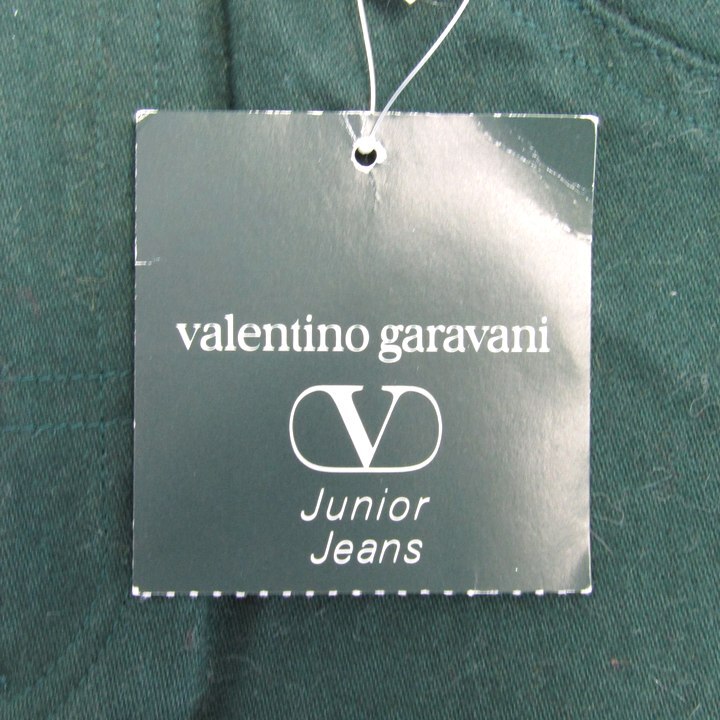 valentino garavani
V
Junior
Jeans